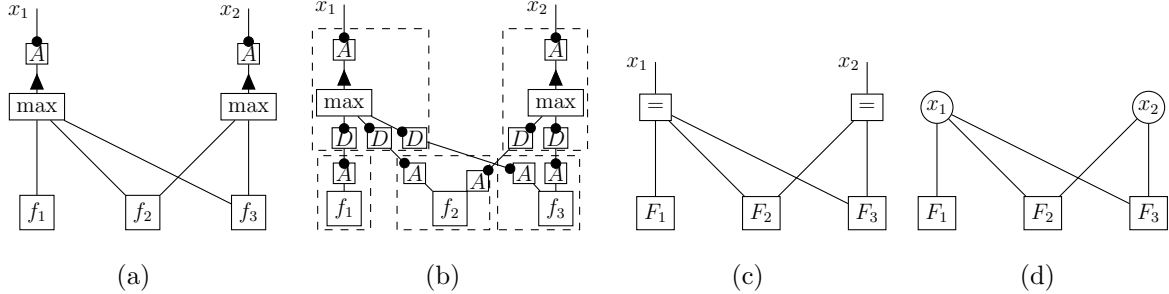 x₁ x₂
A A
max max
f₁ f₂ f₃
(a)
x₁ x₂
A A
max max
D D D D D
A A A A A
f₁ f₂ f₃
(b)
x₁ x₂
= =
F₁ F₂ F₃
(c)
x₁ x₂
F₁ F₂ F₃
(d)